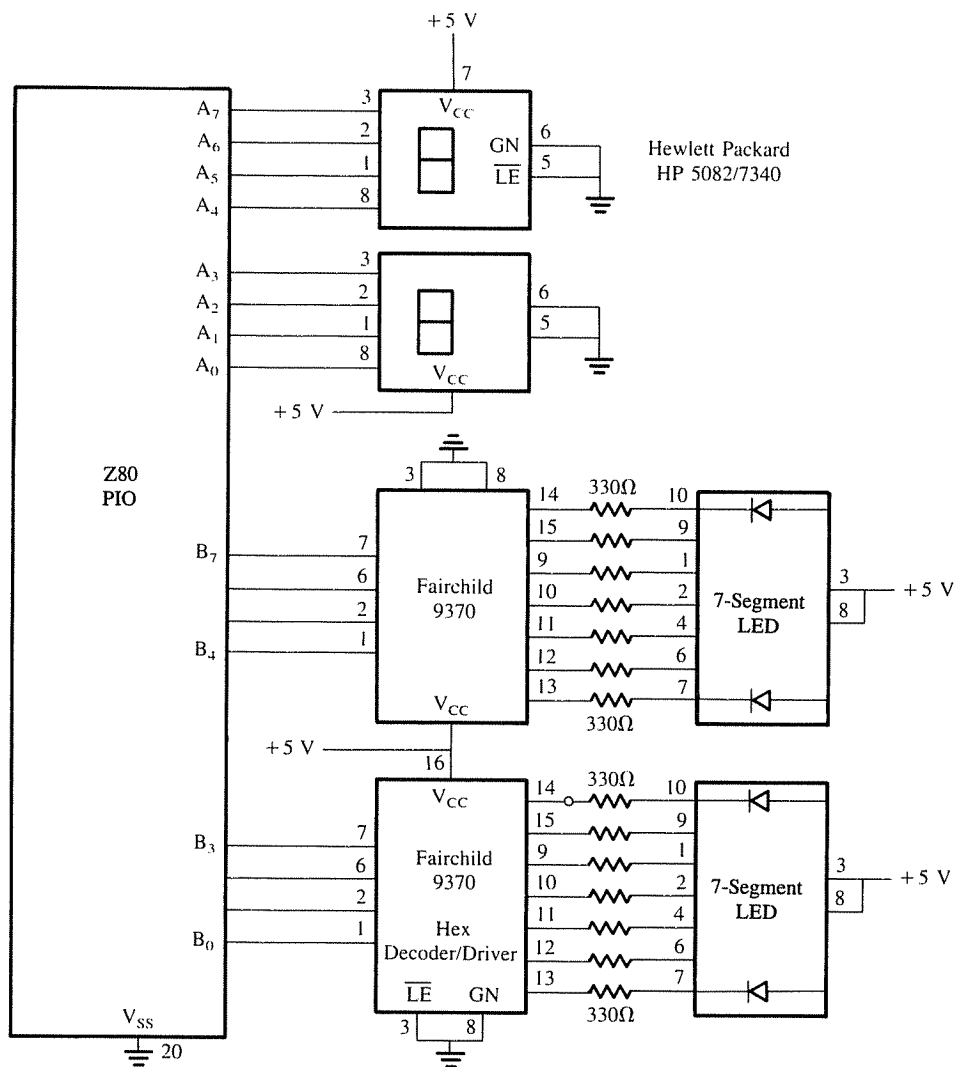 +5 V
7
A7 3 VCC
A6 2 GN 6
A5 1 LE 5
A4 8
Hewlett Packard
HP 5082/7340
A3 3
A2 2 6
A1 1 5
A0 8
VCC
+5 V
Z80
PIO
3 8
14 330Ω 10
15 9
B7 7 9 1
6 10 2
2 11 4
B4 1 12 6
13 7
330Ω
Fairchild
9370
VCC
7-Segment
LED
3
8
+5 V
+5 V
16
VCC
14 330Ω 10
15 9
B3 7 9 1
6 10 2
2 11 4
B0 1 12 6
13 7
330Ω
Fairchild
9370
Hex
Decoder/Driver
LE GN
3 8
7-Segment
LED
3
8
+5 V
VSS
20